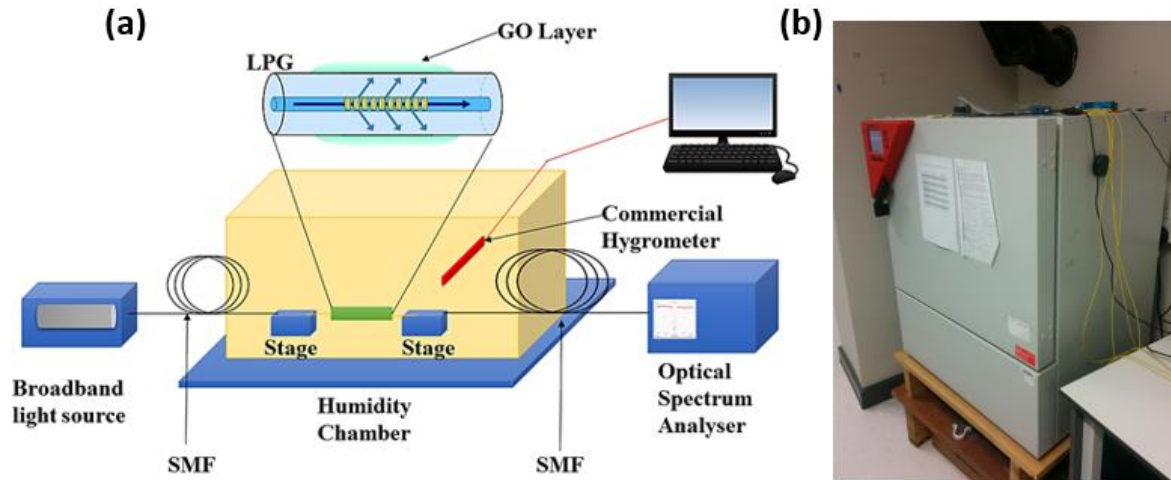 (a)
GO Layer
LPG
Commercial
Hygrometer
Stage
Stage
Broadband
light source
Humidity
Chamber
Optical
Spectrum
Analyser
SMF
SMF
(b)